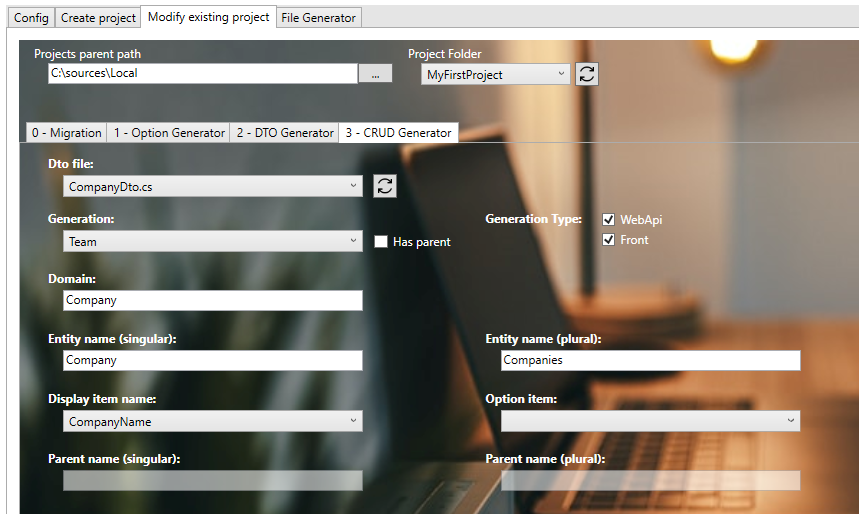 Config Create project Modify existing project File Generator
Projects parent path Project Folder
C:\sources\Local ... MyFirstProject
0 - Migration 1 - Option Generator 2 - DTO Generator 3 - CRUD Generator
Dto file:
CompanyDto.cs
Generation: Generation Type: WebApi
Team Has parent Front
Domain:
Company
Entity name (singular): Entity name (plural):
Company Companies
Display item name: Option item:
CompanyName
Parent name (singular): Parent name (plural):